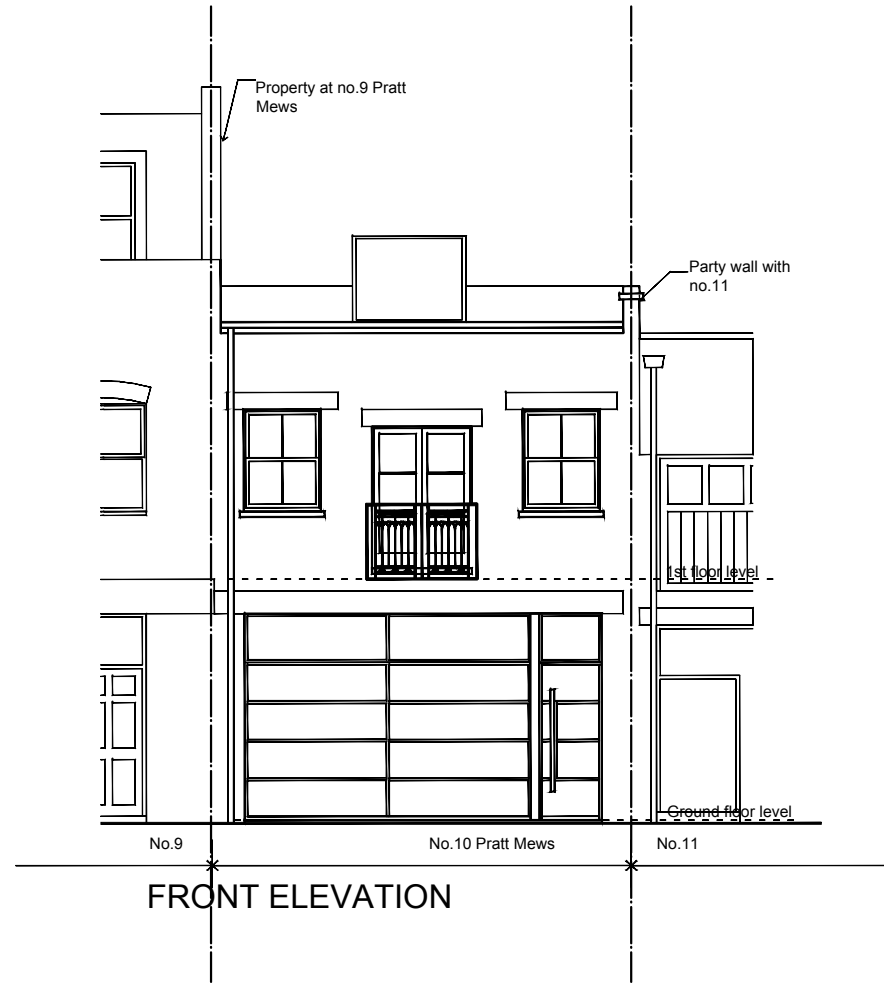 Property at no.9 Pratt
Mews
Party wall with
no.11
1st floor level
Ground floor level
No.9
No.10 Pratt Mews
No.11
FRONT ELEVATION